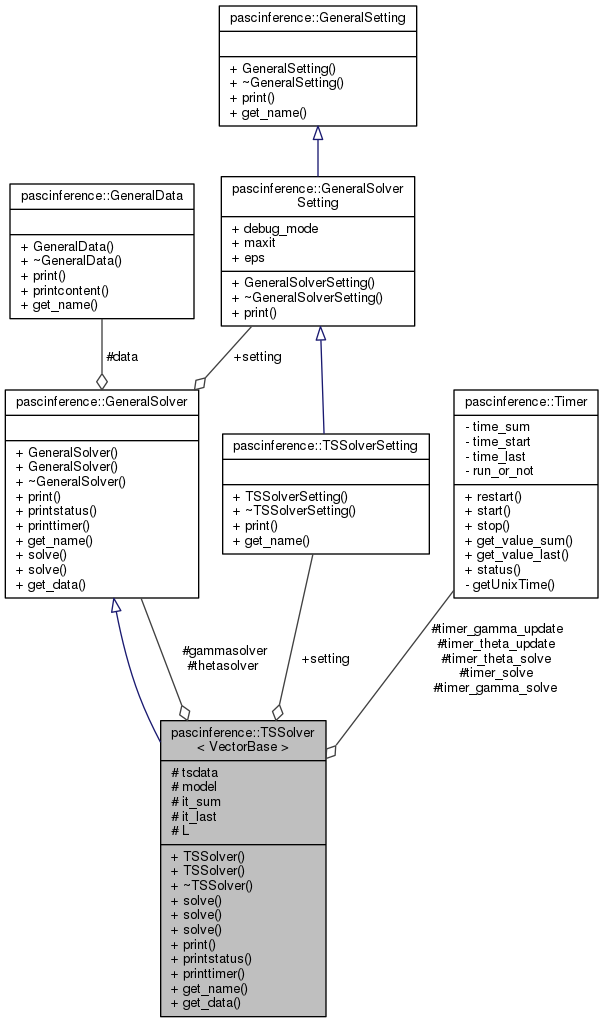 pascinference::GeneralSetting
+ GeneralSetting()
+ ~GeneralSetting()
+ print()
+ get_name()
pascinference::GeneralData
+ GeneralData()
+ ~GeneralData()
+ print()
+ printcontent()
+ get_name()
pascinference::GeneralSolver
Setting
+ debug_mode
+ maxit
+ eps
+ GeneralSolverSetting()
+ ~GeneralSolverSetting()
+ print()
#data
+setting
pascinference::GeneralSolver
+ GeneralSolver()
+ GeneralSolver()
+ ~GeneralSolver()
+ print()
+ printstatus()
+ printtimer()
+ get_name()
+ solve()
+ solve()
+ get_data()
pascinference::TSSolverSetting
+ TSSolverSetting()
+ ~TSSolverSetting()
+ print()
+ get_name()
pascinference::Timer
- time_sum
- time_start
- time_last
- run_or_not
+ restart()
+ start()
+ stop()
+ get_value_sum()
+ get_value_last()
+ status()
- getUnixTime()
#gammasolver
#thetasolver
+setting
#timer_gamma_update
#timer_theta_update
#timer_theta_solve
#timer_solve
#timer_gamma_solve
pascinference::TSSolver
< VectorBase >
# tsdata
# model
# it_sum
# it_last
# L
+ TSSolver()
+ TSSolver()
+ ~TSSolver()
+ solve()
+ solve()
+ solve()
+ print()
+ printstatus()
+ printtimer()
+ get_name()
+ get_data()